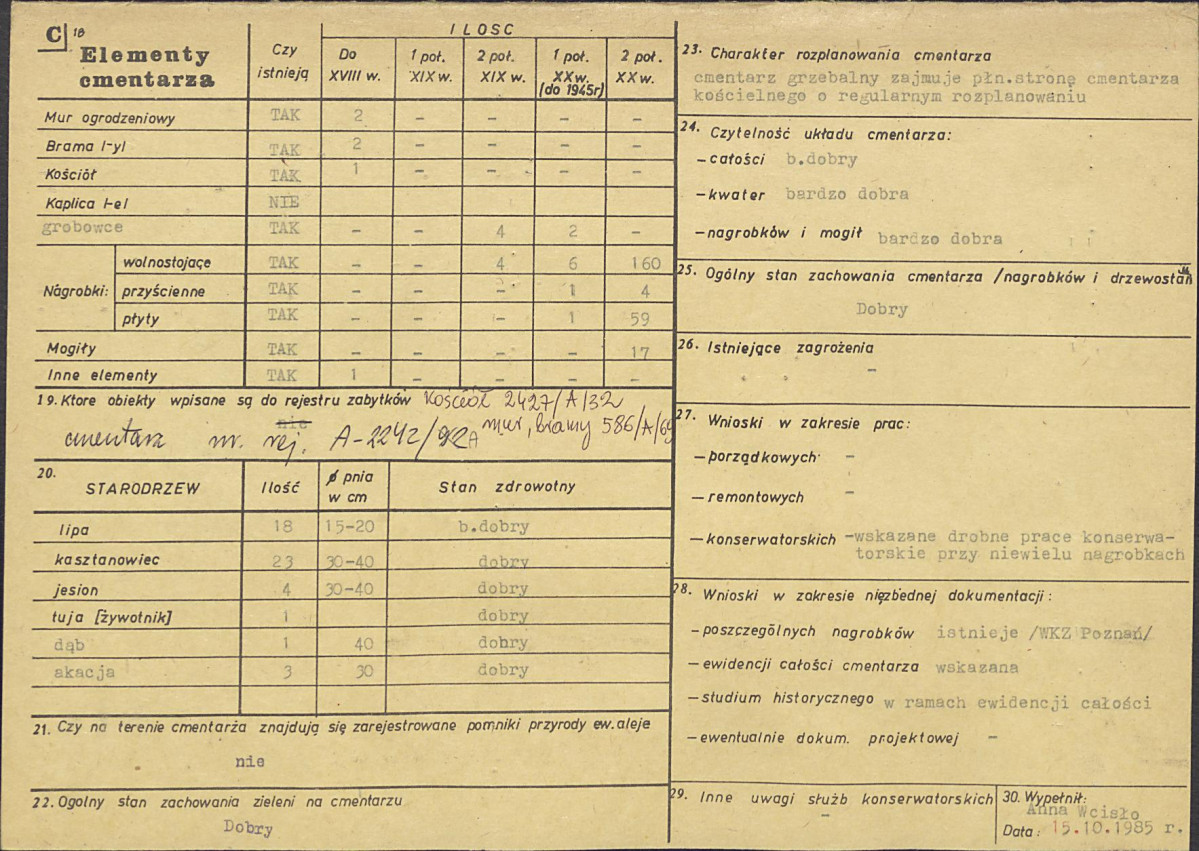 C 18
Elementy cmentarza | Czy istnieją | ILOSC
Do XVIII w. | 1 poł. XIX w. | 2 poł. XIX w. | 1 poł. XX w. (do 1945r) | 2 poł. XX w.
Mur ogrodzeniowy | TAK | 2 | – | – | – | –
Brama /-y/ | TAK | 2 | – | – | – | –
Kościół | TAK | 1 | – | – | – | –
Kaplica /-e/ | NIE
grobowce | TAK | – | – | 4 | 2 | –
Nagrobki: wolnostojące | TAK | – | – | 4 | 6 | 160
przyścienne | TAK | – | – | – | 1 | 4
płyty | TAK | – | – | – | 1 | 59
Mogiły | TAK | – | – | – | – | 17
Inne elementy | TAK | 1 | – | – | – | –
19. Ktore obiekty wpisane są do rejestru zabytków Kościół 2427/A/32
nie
cmentarz nr. rej. A-2242/92A mur, bramy 586/A/69
20. STARODRZEW | Ilość | ∅ pnia w cm | Stan zdrowotny
lipa | 18 | 15-20 | b.dobry
kasztanowiec | 23 | 30-40 | dobry
jesion | 4 | 30-40 | dobry
tuja [żywotnik] | 1 | dobry
dąb | 1 | 40 | dobry
akacja | 3 | 30 | dobry
21. Czy na terenie cmentarża znajdują się zarejestrowane pomniki przyrody ew. aleje
nie
22. Ogolny stan zachowania zieleni na cmentarzu
Dobry
23. Charakter rozplanowania cmentarza
cmentarz grzebalny zajmuje płn.stronę cmentarza
kościelnego o regularnym rozplanowaniu
24. Czytelność układu cmentarza:
– całości b.dobry
– kwater bardzo dobra
– nagrobków i mogił bardzo dobra
25. Ogólny stan zachowania cmentarza /nagrobków i drzewostan
Dobry
26. Istniejące zagrożenia
–
27. Wnioski w zakresie prac:
– porządkowych –
– remontowych –
– konserwatorskich -wskazane drobne prace konserwa-
torskie przy niewielu nagrobkach
28. Wnioski w zakresie niezbędnej dokumentacji:
– poszczególnych nagrobków istnieje /WKZ Poznań/
– ewidencji całości cmentarza wskazana
– studium historycznego w ramach ewidencji całości
– ewentualnie dokum. projektowej –
29. Inne uwagi służb konserwatorskich
–
30. Wypełnił:
Anna Wcisło
Data: 15.10.1985 r.